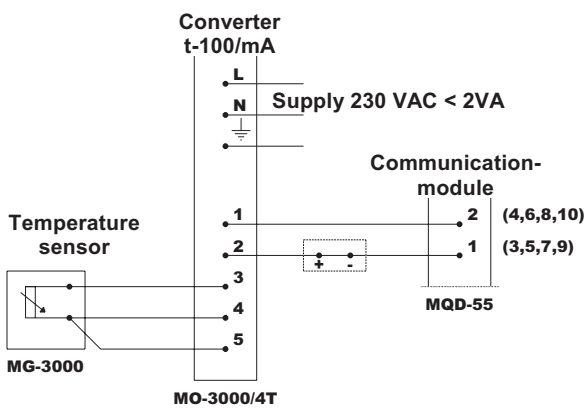 Converter
t-100/mA
L
N
Supply 230 VAC < 2VA
Communication-
module
1
2 (4,6,8,10)
Temperature
sensor
2
+ -
1 (3,5,7,9)
3
4
5
MQD-55
MG-3000
MO-3000/4T